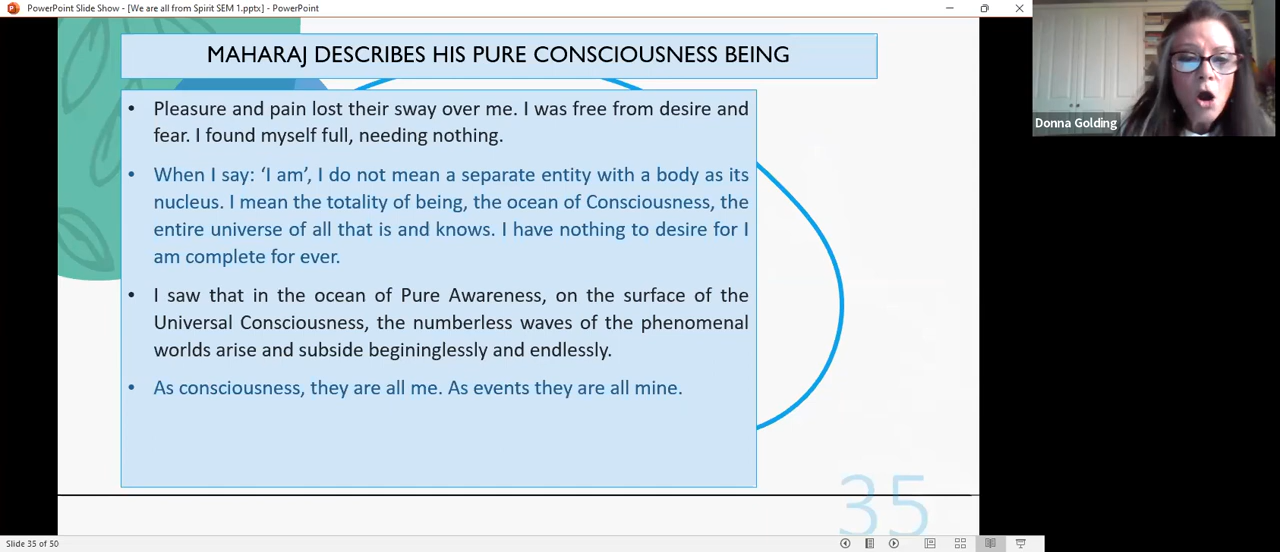 PowerPoint Slide Show - [We are all from Spirit SEM 1.pptx] - PowerPoint
MAHARAJ DESCRIBES HIS PURE CONSCIOUSNESS BEING
• Pleasure and pain lost their sway over me. I was free from desire and
fear. I found myself full, needing nothing.
• When I say: ‘I am’, I do not mean a separate entity with a body as its
nucleus. I mean the totality of being, the ocean of Consciousness, the
entire universe of all that is and knows. I have nothing to desire for I
am complete for ever.
• I saw that in the ocean of Pure Awareness, on the surface of the
Universal Consciousness, the numberless waves of the phenomenal
worlds arise and subside begininglessly and endlessly.
• As consciousness, they are all me. As events they are all mine.
35
Slide 35 of 50
Donna Golding